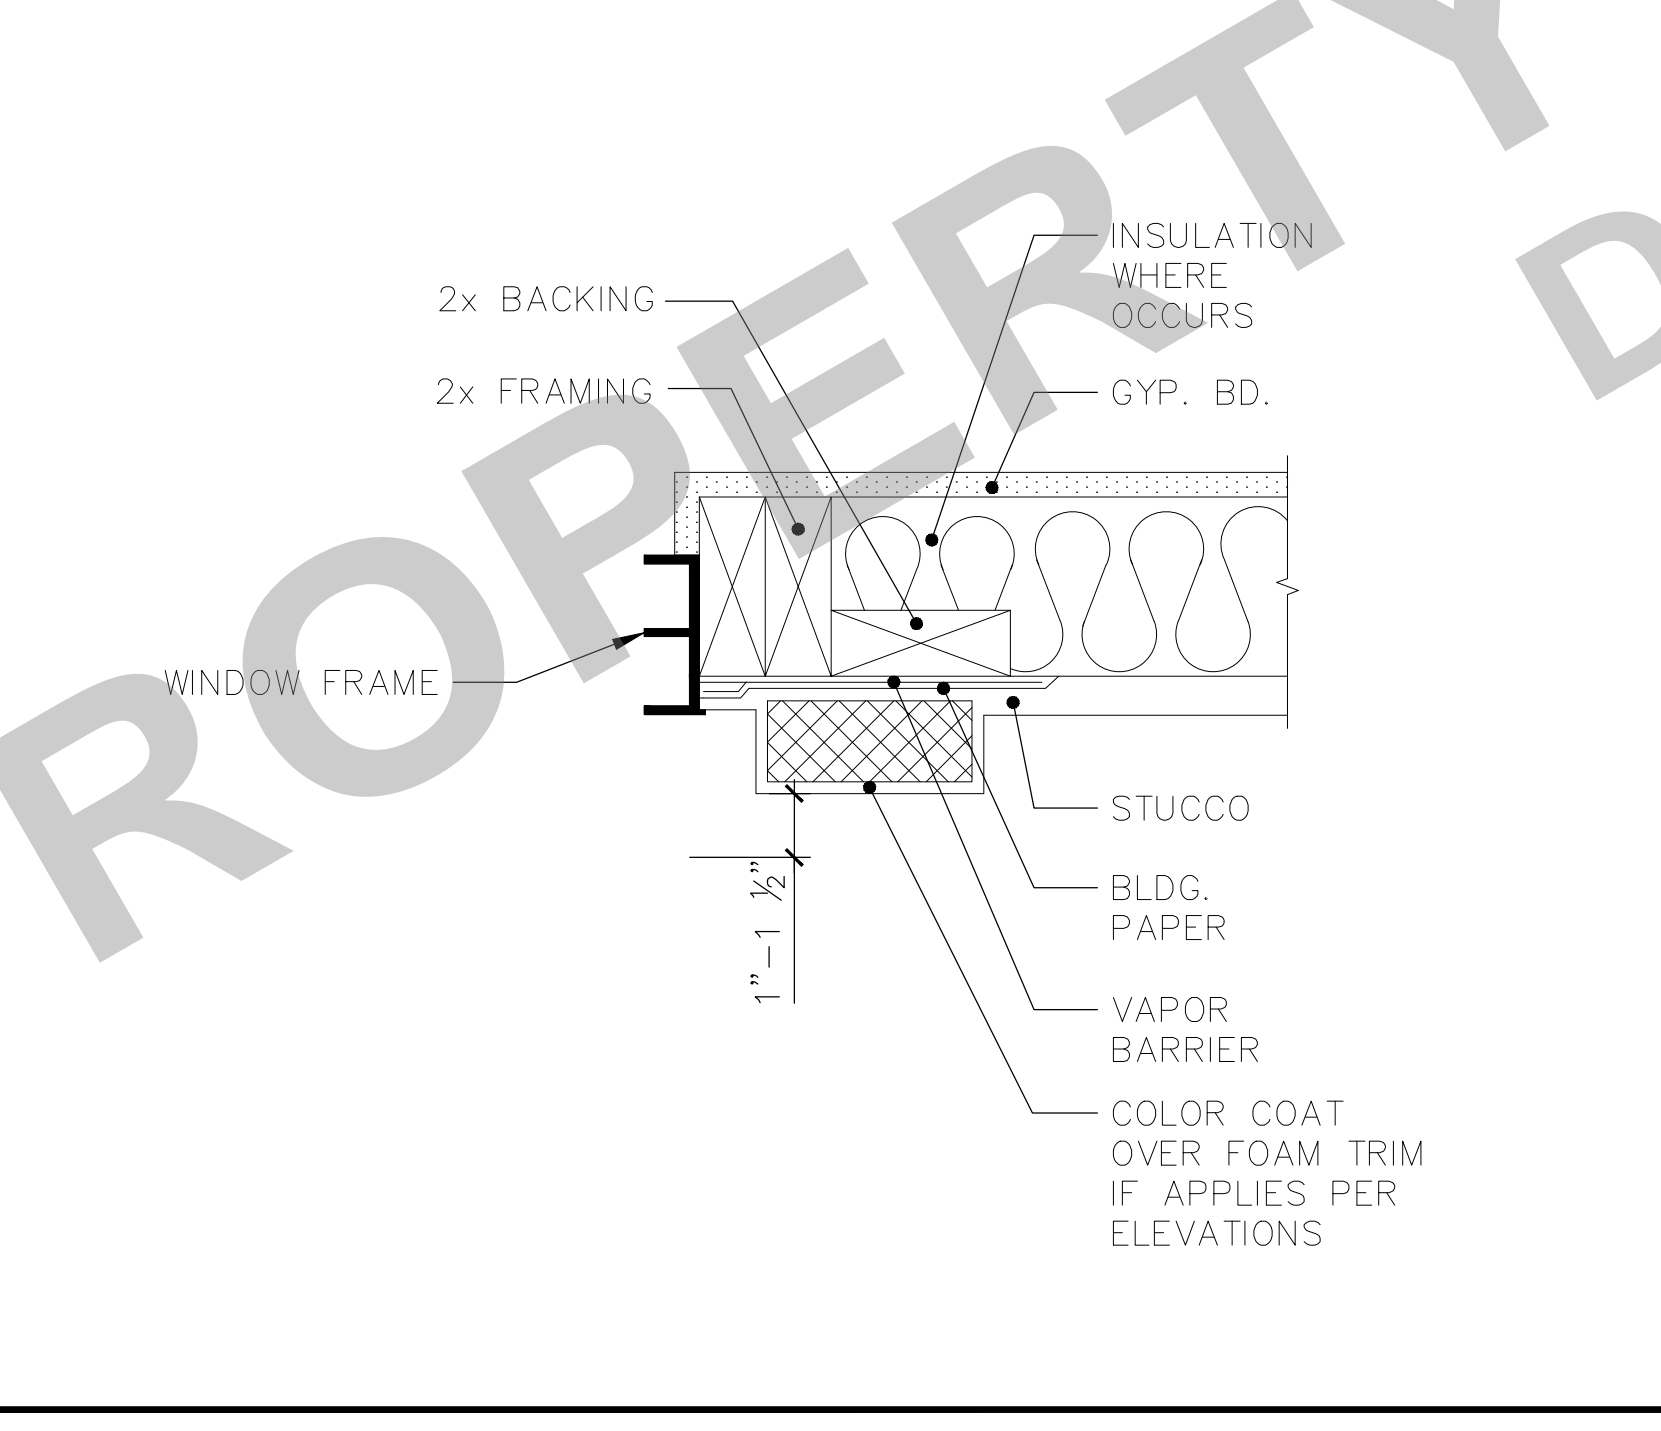 INSULATION
WHERE
OCCURS
2x BACKING
2x FRAMING
GYP. BD.
WINDOW FRAME
STUCCO
BLDG.
PAPER
1"-1 ½"
VAPOR
BARRIER
COLOR COAT
OVER FOAM TRIM
IF APPLIES PER
ELEVATIONS
ROPERTY
D